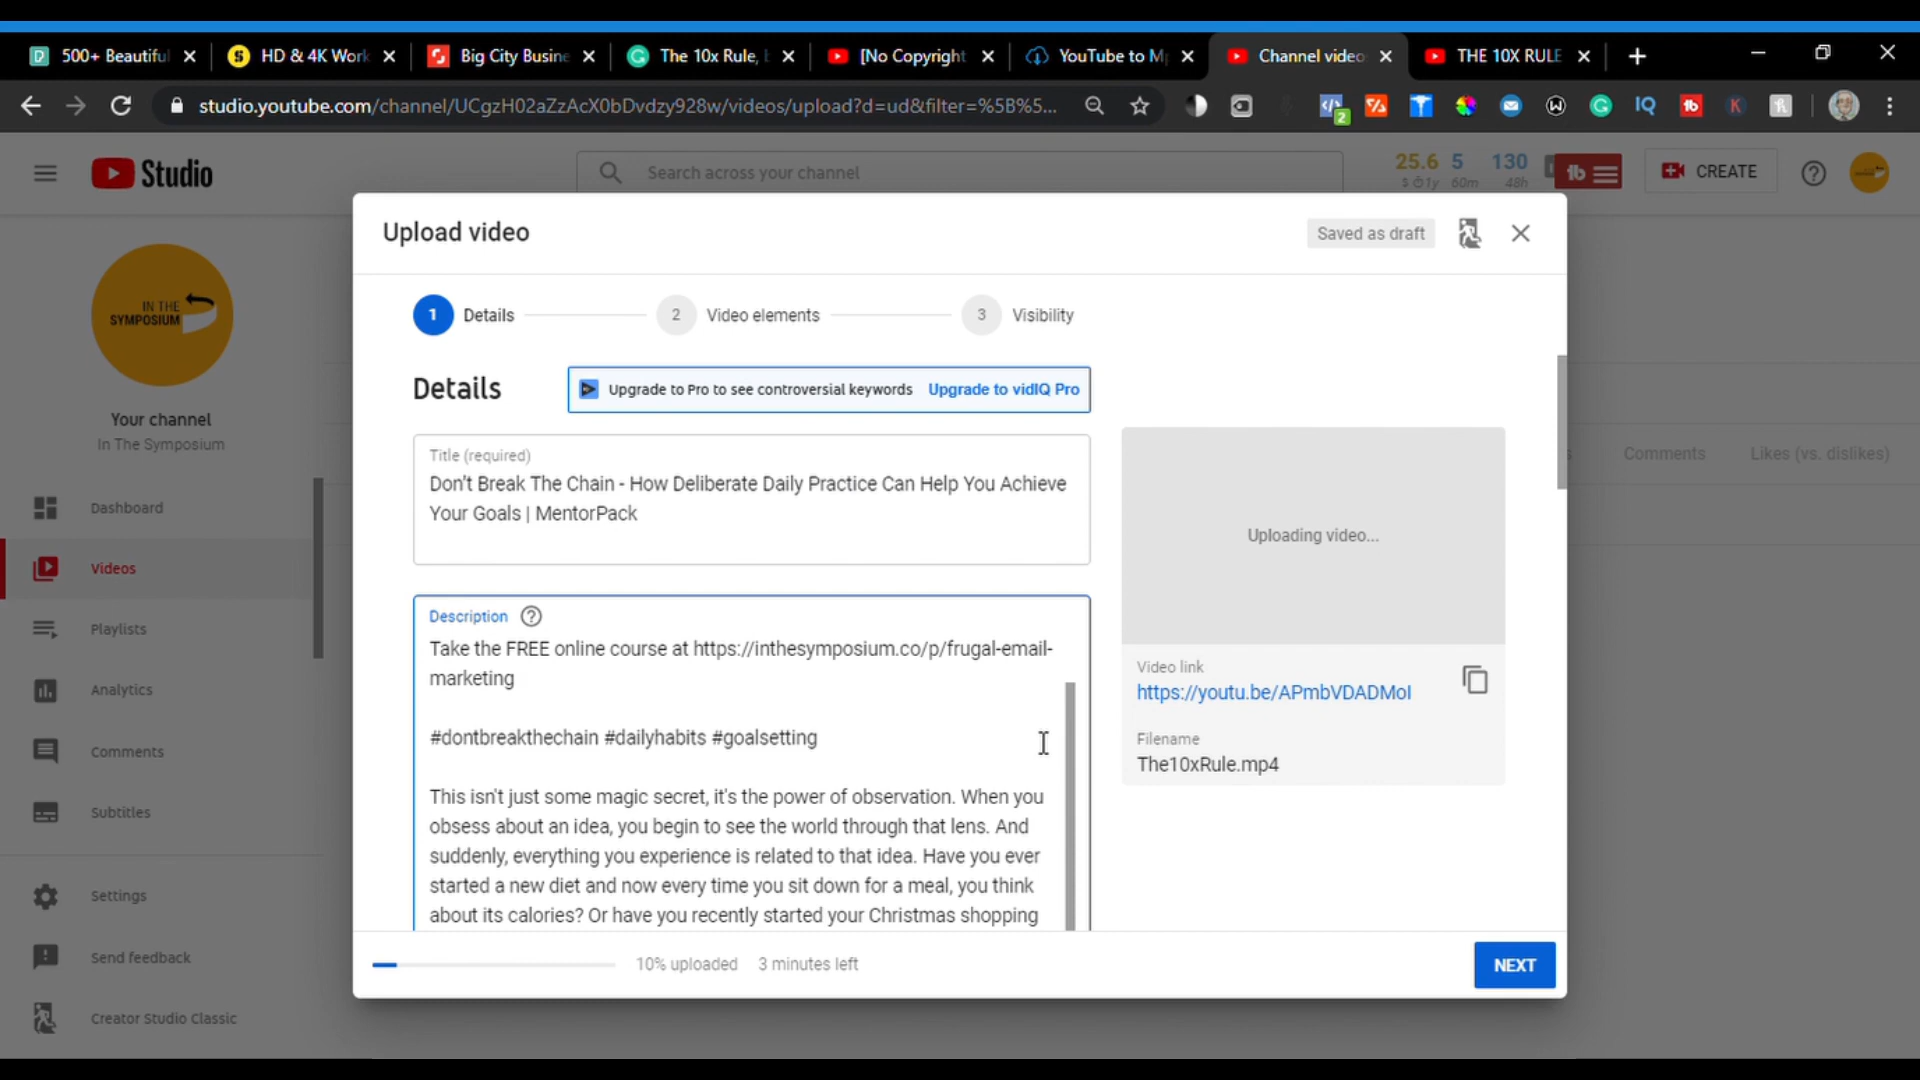 500+ Beautiful
HD & 4K Work
Big City Busine
The 10x Rule,
[No Copyright
YouTube to Mp
Channel video
THE 10X RULE
studio.youtube.com/channel/UCgzH02aZzAcX0bDvdzy928w/videos/upload?d=ud&filter=%5B%5...
2
W
IQ
tb
K
Studio
Search across your channel
25.6 5 130
1y 60m 48h
tb
CREATE
Upload video
Saved as draft
1 Details
2 Video elements
3 Visibility
IN THE
SYMPOSIUM
Your channel
In The Symposium
Dashboard
Videos
Playlists
Analytics
Comments
Subtitles
Settings
Send feedback
Creator Studio Classic
Details
Upgrade to Pro to see controversial keywords Upgrade to vidIQ Pro
Title (required)
Don't Break The Chain - How Deliberate Daily Practice Can Help You Achieve
Your Goals | MentorPack
Description
Take the FREE online course at https://inthesymposium.co/p/frugal-email-
marketing
#dontbreakthechain #dailyhabits #goalsetting
This isn't just some magic secret, it's the power of observation. When you
obsess about an idea, you begin to see the world through that lens. And
suddenly, everything you experience is related to that idea. Have you ever
started a new diet and now every time you sit down for a meal, you think
about its calories? Or have you recently started your Christmas shopping
Uploading video...
Video link
https://youtu.be/APmbVDADMoI
Filename
The10xRule.mp4
Comments
Likes (vs. dislikes)
10% uploaded
3 minutes left
NEXT